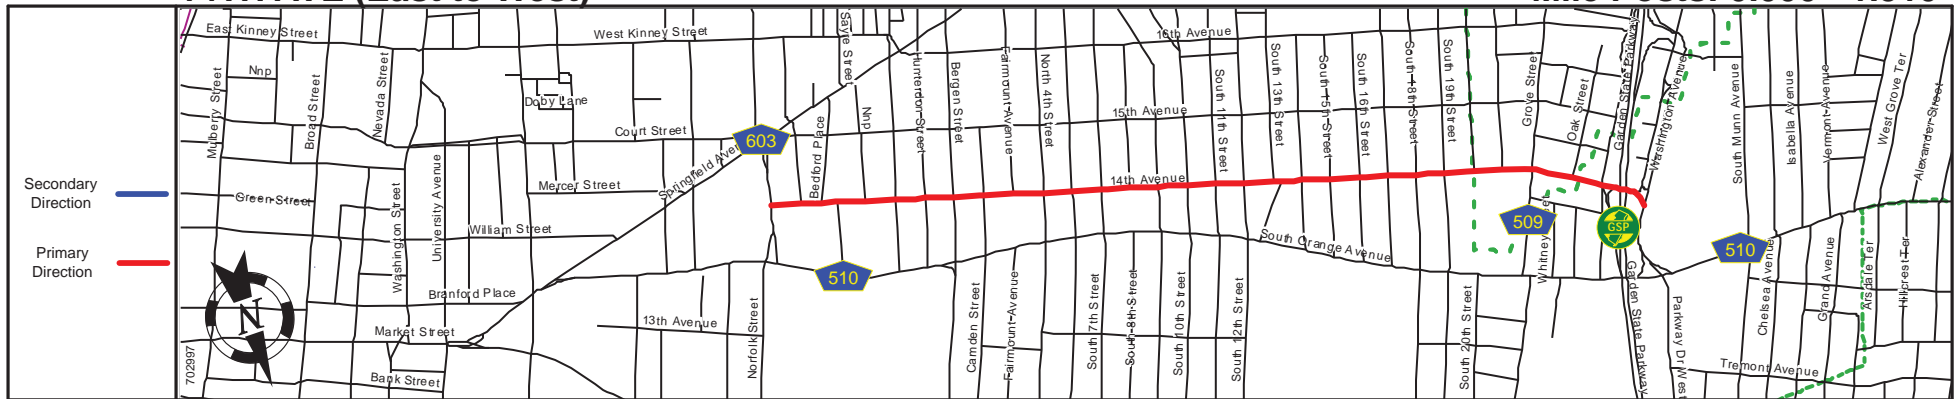 Secondary
Direction
Primary
Direction
East Kinney Street
West Kinney Street
16th Avenue
Nnp
Doby Lane
Court Street
15th Avenue
Springfield Aven
603
Mercer Street
14th Avenue
Green Street
William Street
South Orange Avenue
509
GSP
510
510
Branford Place
13th Avenue
Market Street
Bank Street
Tremont Avenue
N
702997
Mulberry Street
Broad Street
Nevada Street
Washington Street
University Avenue
Norfolk Street
Bedford Place
Sayre Street
Nnp
Hunterdon Street
Bergen Street
Camden Street
Fairmount Avenue
Fairmount Avenue
North 4th Street
South 7th Street
South 8th Street
South 10th Street
South 11th Street
South 12th Street
South 13th Street
South 15th Street
South 16th Street
South 18th Street
South 19th Street
South 20th Street
Grove Street
Oak Street
Garden State Parkway
Garden State Parkway
Washington Avenue
Parkway Dr West
South Munn Avenue
Chelsea Avenue
Isabella Avenue
Vermont Avenue
Grand Avenue
Arsdale Ter
West Grove Ter
Hillcrest Ter
Alexander Street